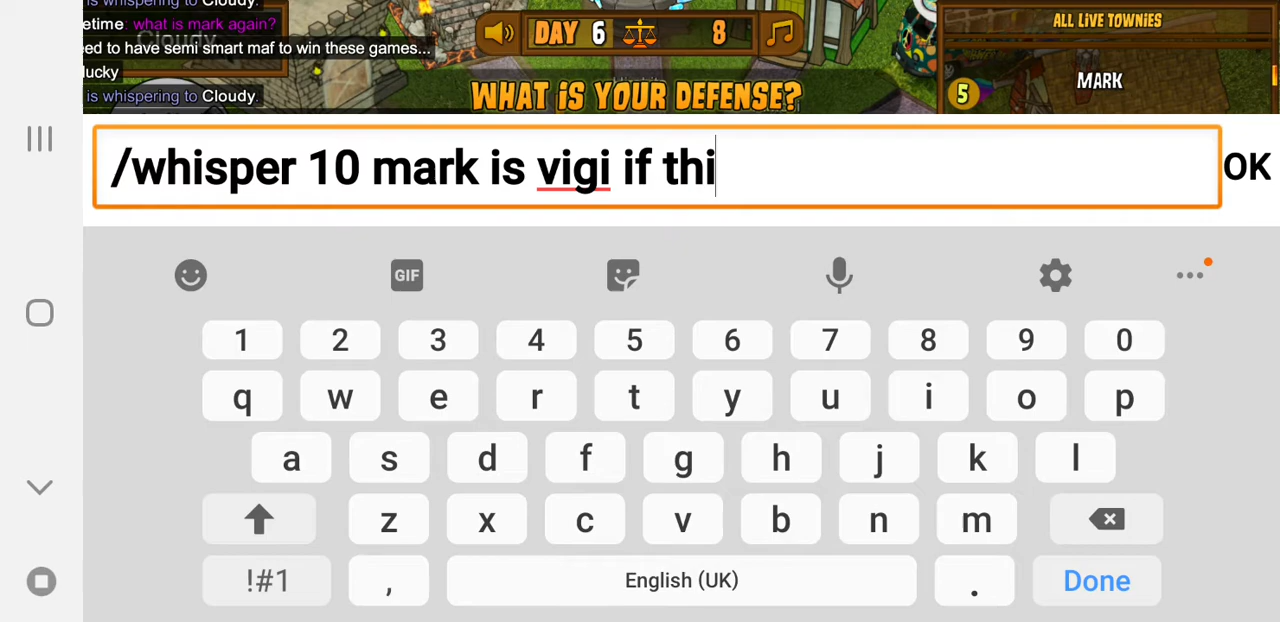 is whispering to Cloudy.
etime: what is mark again?
Cloudy
eed to have semi smart maf to win these games...
lucky
is whispering to Cloudy.
DAY 6
8
WHAT IS YOUR DEFENSE?
ALL LIVE TOWNIES
5
MARK
/whisper 10 mark is vigi if thi
OK
GIF
1 2 3 4 5 6 7 8 9 0
q w e r t y u i o p
a s d f g h j k l
z x c v b n m
!#1 , English (UK) . Done